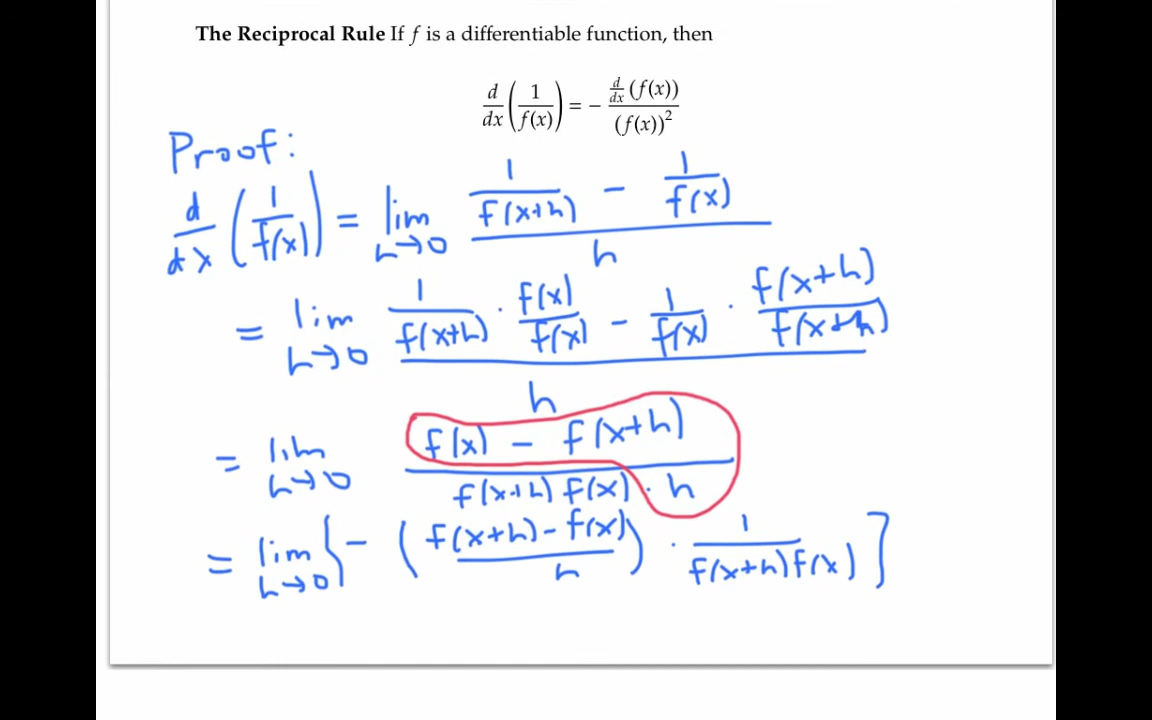 The Reciprocal Rule If f is a differentiable function, then
d/dx (1/f(x)) = - d/dx (f(x)) / (f(x))²
Proof:
d/dx (1/f(x)) = lim h→0 (1/f(x+h) - 1/f(x)) / h
= lim h→0 (1/f(x+h) · f(x)/f(x) - 1/f(x) · f(x+h)/f(x+h)) / h
= lim h→0 (f(x) - f(x+h)) / (f(x+h) f(x) · h)
= lim h→0 [ - ( (f(x+h) - f(x)) / h ) · 1 / (f(x+h) f(x)) ]